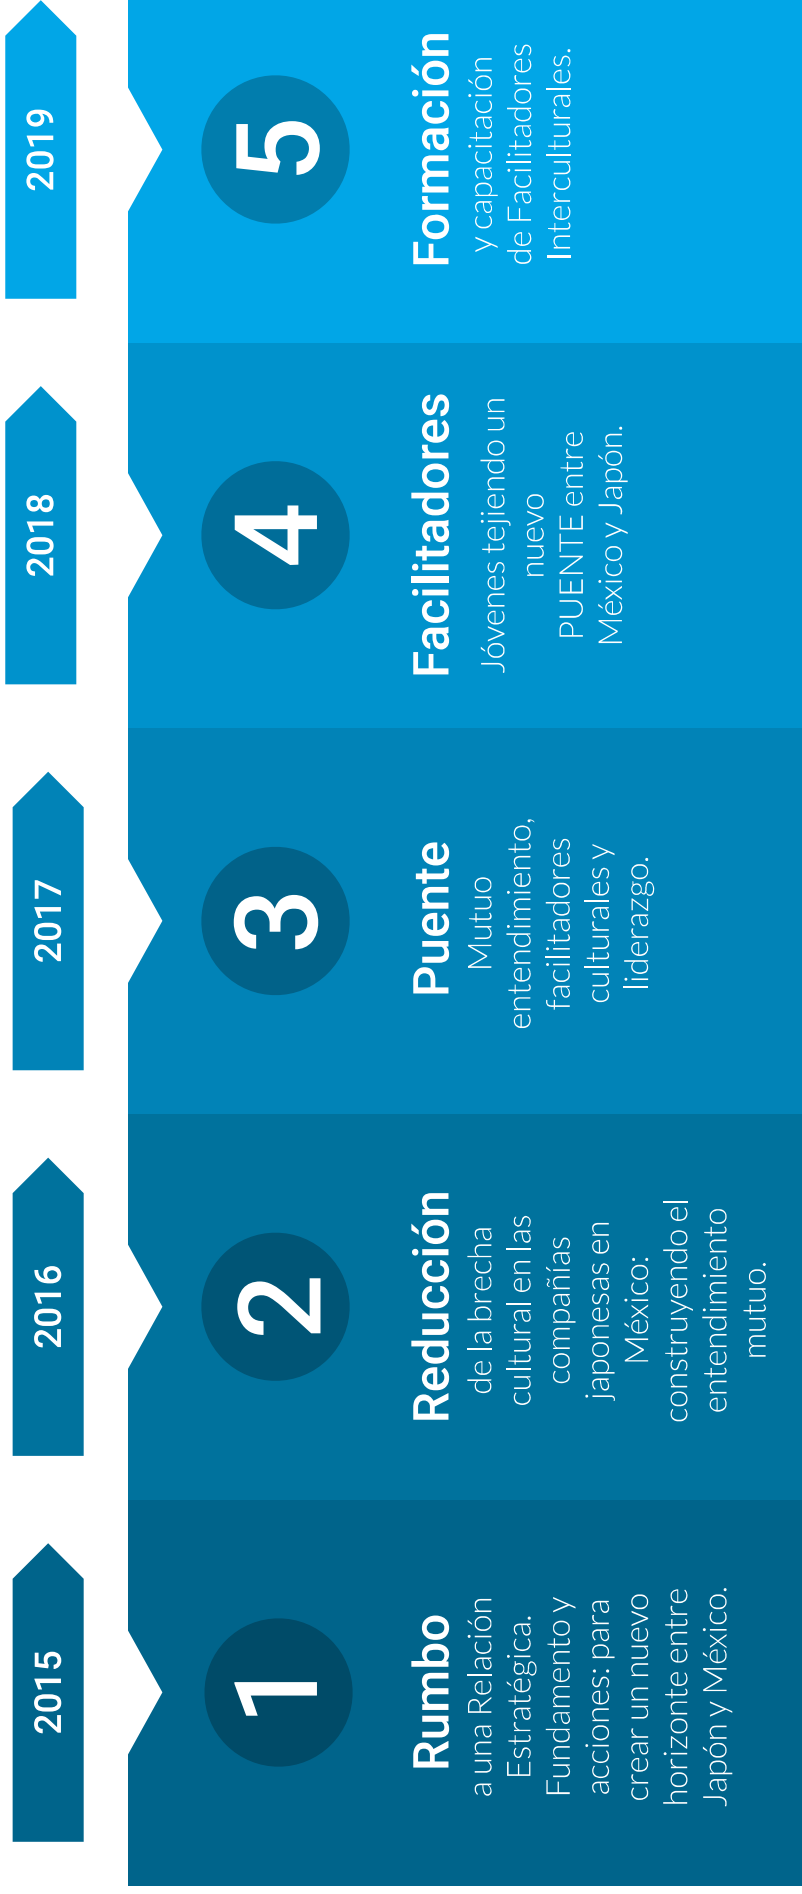 2015
1
Rumbo
a una Relación
Estratégica.
Fundamento y
acciones: para
crear un nuevo
horizonte entre
Japón y México.
2016
2
Reducción
de la brecha
cultural en las
compañías
japonesas en
México:
construyendo el
entendimiento
mutuo.
2017
3
Puente
Mutuo
entendimiento,
facilitadores
culturales y
liderazgo.
2018
4
Facilitadores
Jóvenes tejiendo un
nuevo
PUENTE entre
México y Japón.
2019
5
Formación
y capacitación
de Facilitadores
Interculturales.